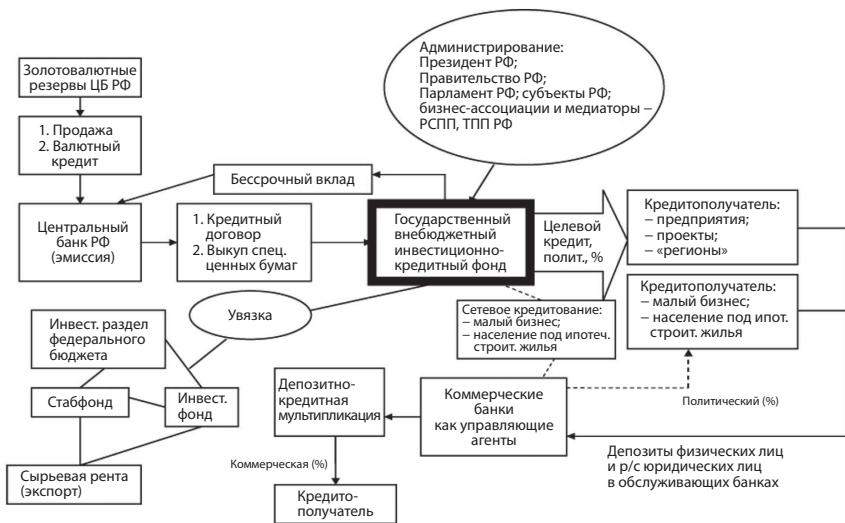 Золотовалютные
резервы ЦБ РФ
1. Продажа
2. Валютный
кредит
Центральный
банк РФ
(эмиссия)
Бессрочный вклад
1. Кредитный
договор
2. Выкуп спец.
ценных бумаг
Администрирование:
Президент РФ;
Правительство РФ;
Парламент РФ; субъекты РФ;
бизнес-ассоциации и медиаторы –
РСПП, ТПП РФ
Государственный
внебюджетный
инвестиционно-
кредитный фонд
Целевой
кредит,
полит., %
Кредитополучатель:
– предприятия;
– проекты;
– «регионы»
Кредитополучатель:
– малый бизнес;
– население под ипот.
строит. жилья
Сетевое кредитование:
– малый бизнес;
– население под ипотеч.
строит. жилья
Увязка
Инвест. раздел
федерального
бюджета
Стабфонд
Инвест.
фонд
Сырьевая рента
(экспорт)
Депозитно-
кредитная
мультипликация
Коммерческая (%)
Кредито-
получатель
Коммерческие
банки
как управляющие
агенты
Политический (%)
Депозиты физических лиц
и р/с юридических лиц
в обслуживающих банках